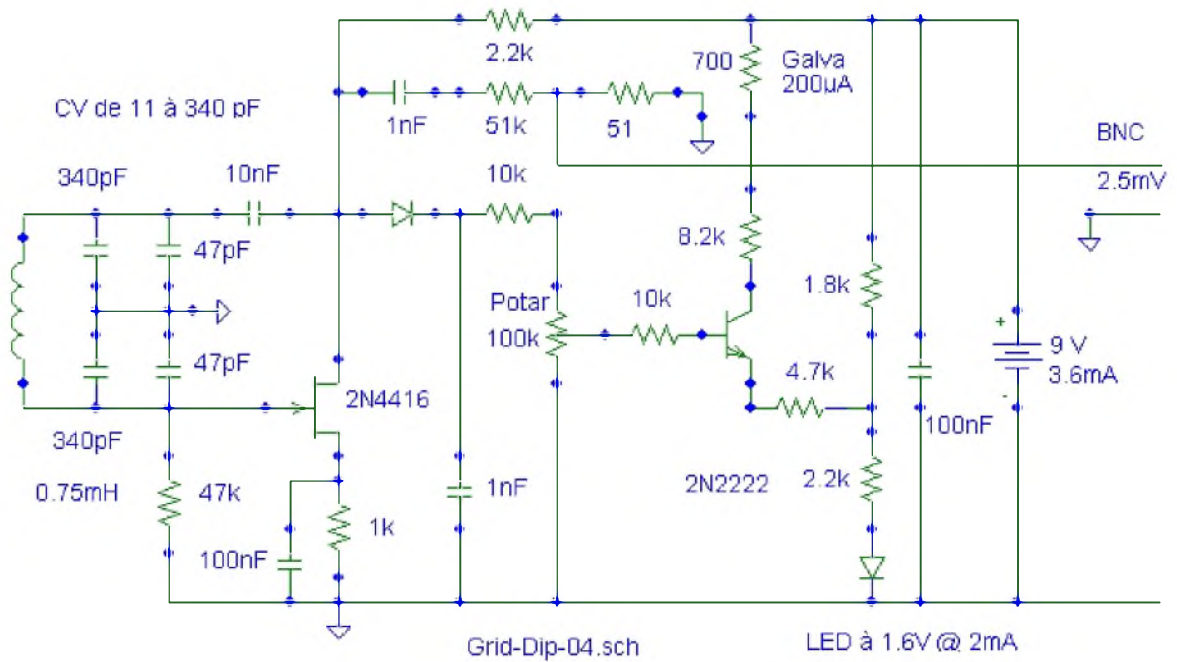 2.2k
700
Galva
200µA
CV de 11 à 340 pF
1nF
51k
51
BNC
340pF
10nF
10k
2.5mV
47pF
8.2k
1.8k
Potar
100k
10k
+
9 V
3.6mA
-
47pF
2N4416
4.7k
100nF
340pF
0.75mH
47k
1nF
2N2222
2.2k
1k
100nF
Grid-Dip-04.sch
LED à 1.6V @ 2mA